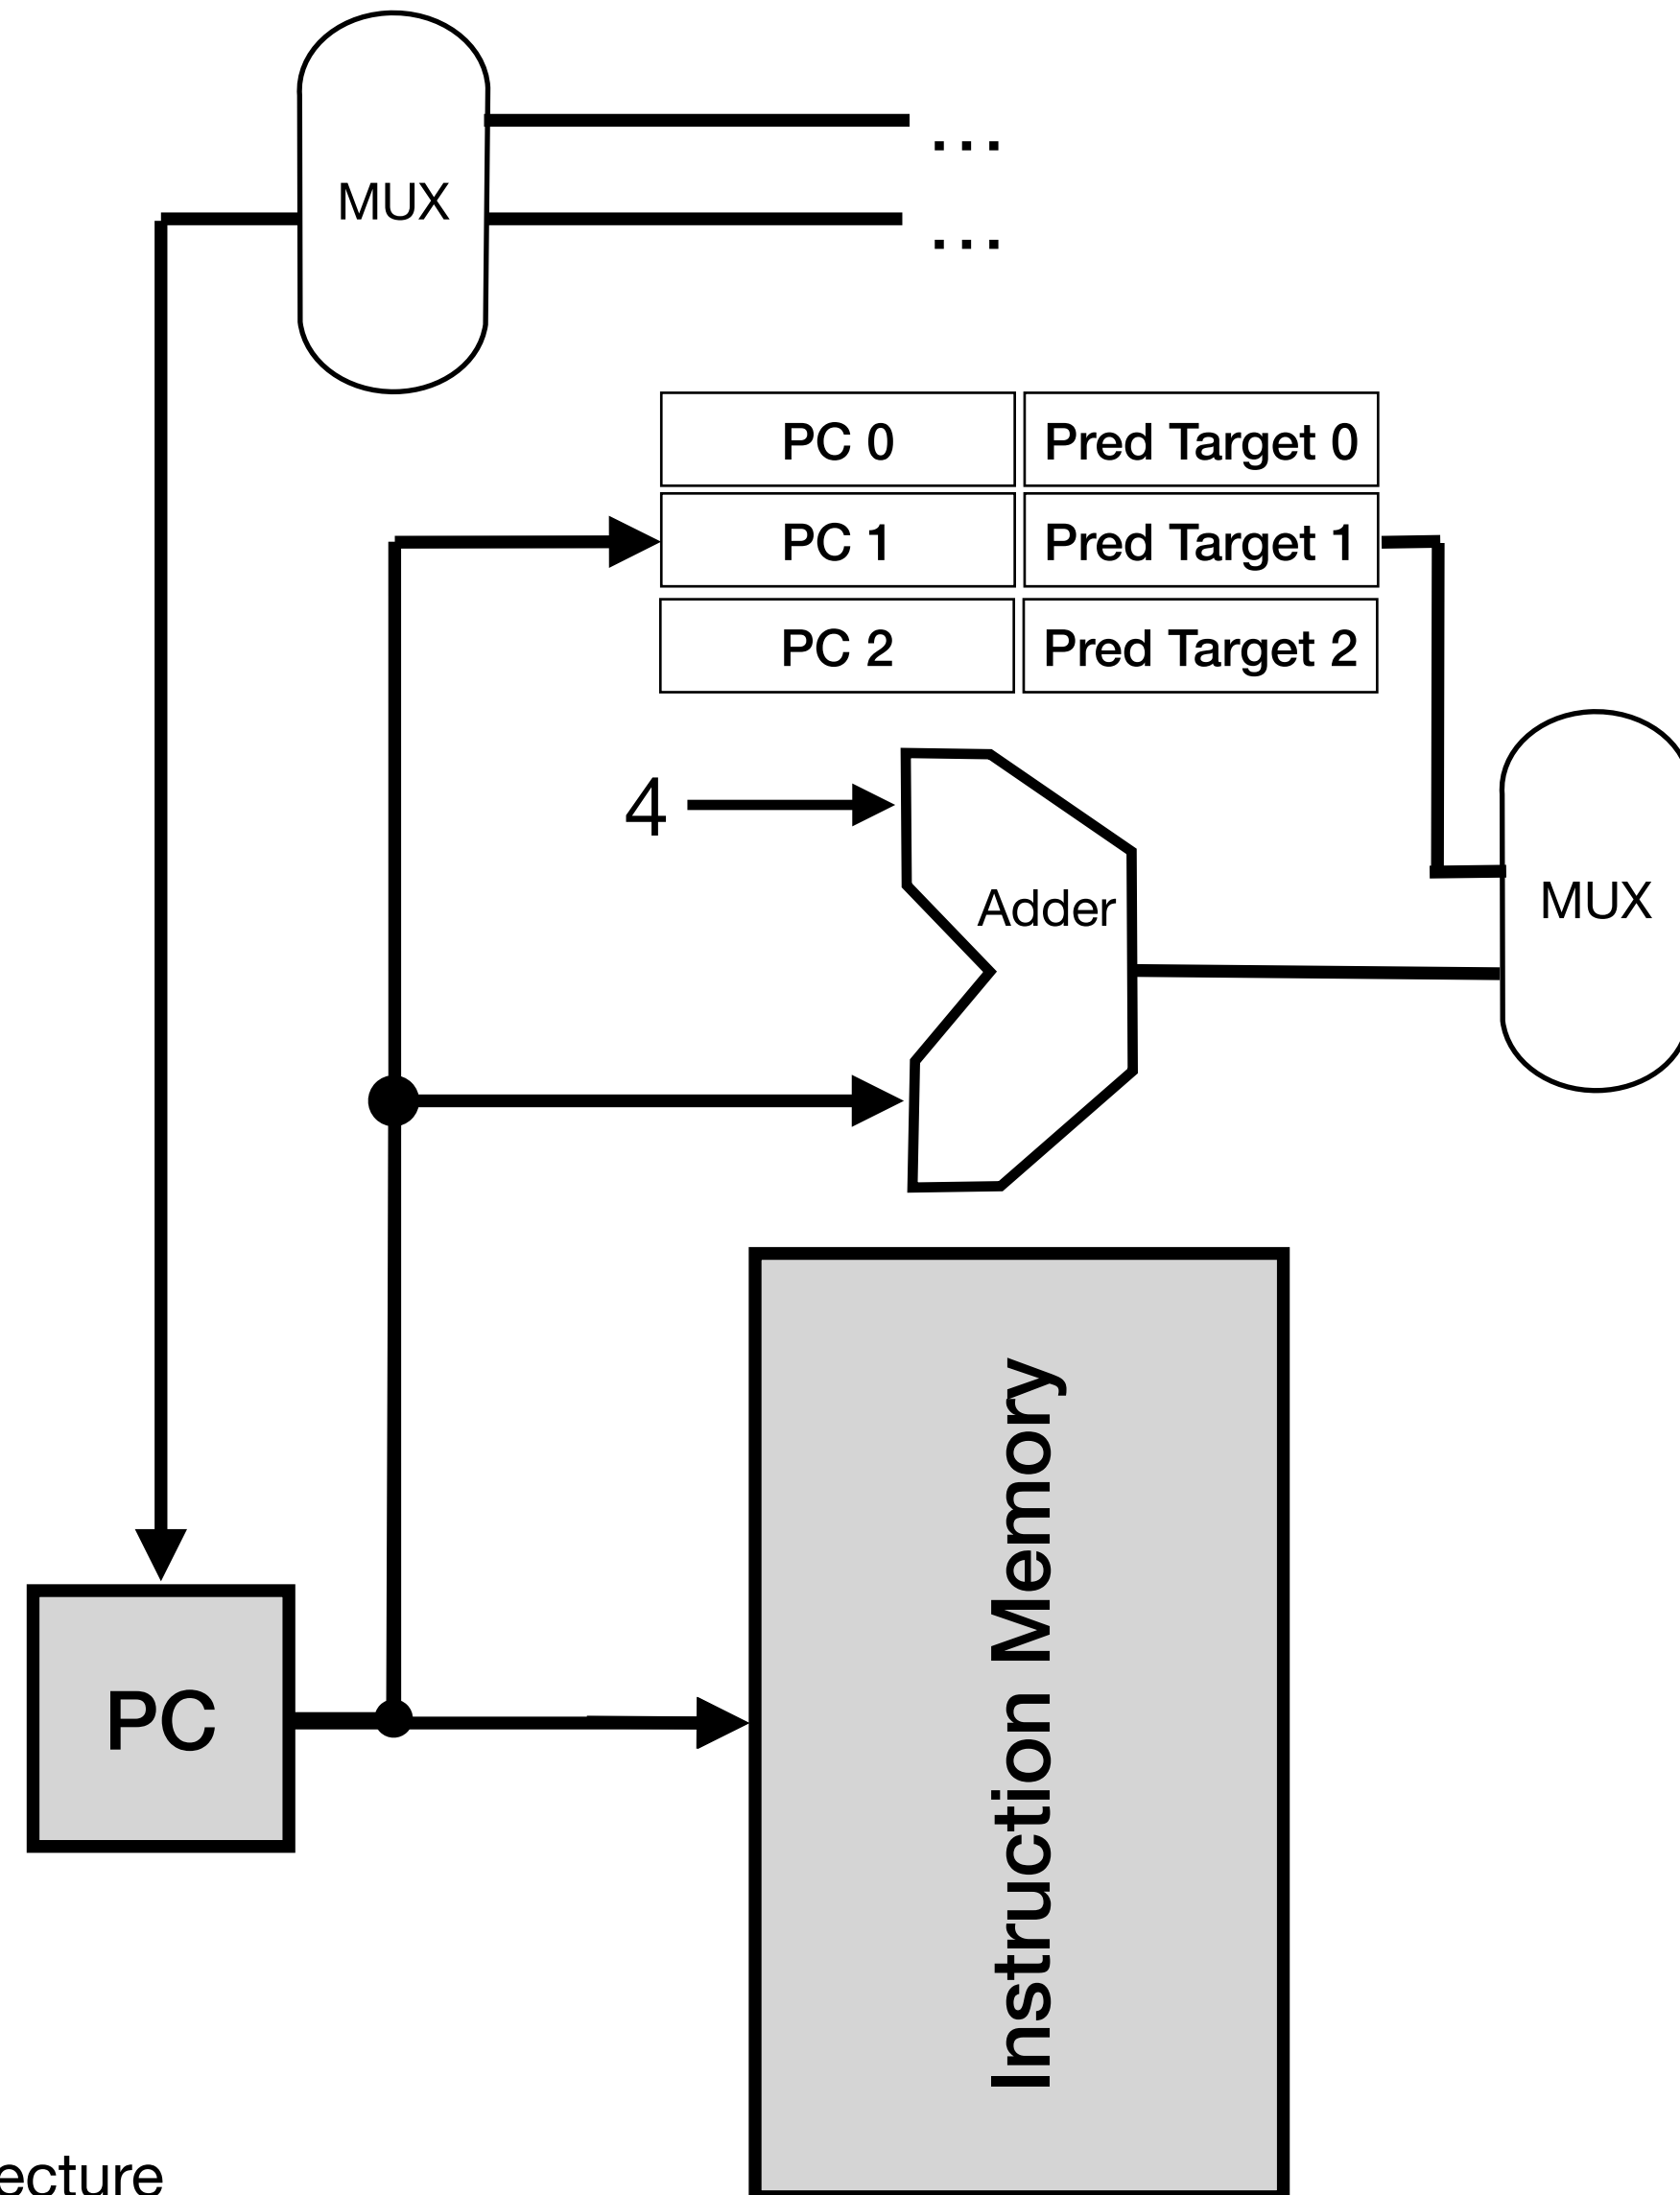 MUX
...
...
PC 0 Pred Target 0
PC 1 Pred Target 1
PC 2 Pred Target 2
4
Adder
MUX
Instruction Memory
PC
ecture